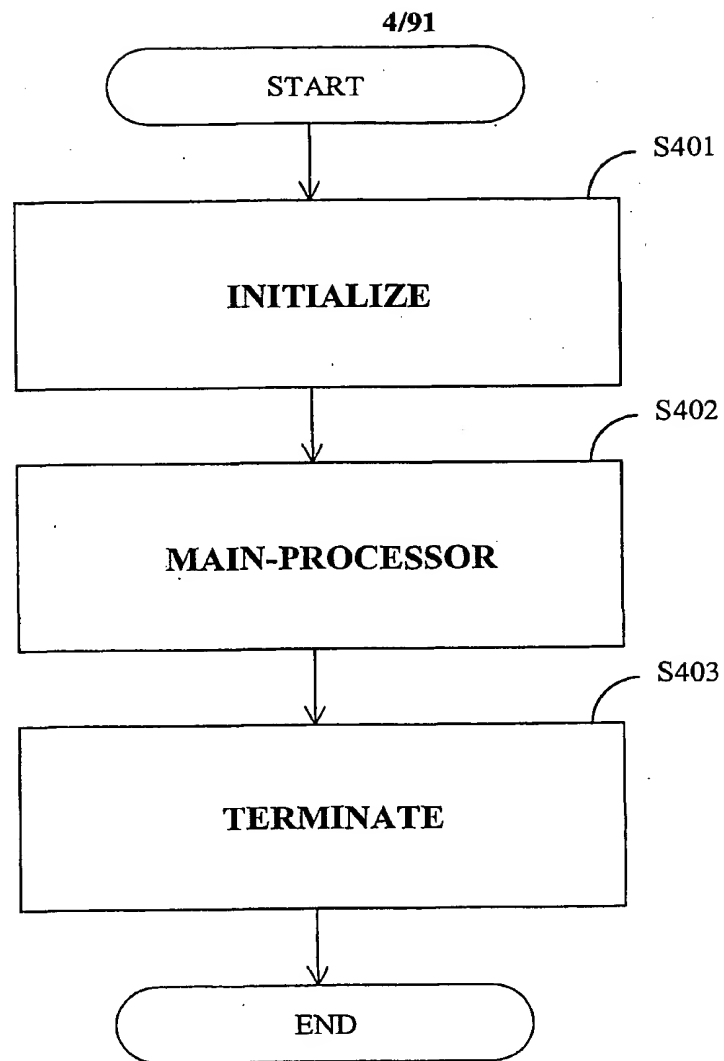 4/91
START
S401
INITIALIZE
S402
MAIN-PROCESSOR
S403
TERMINATE
END